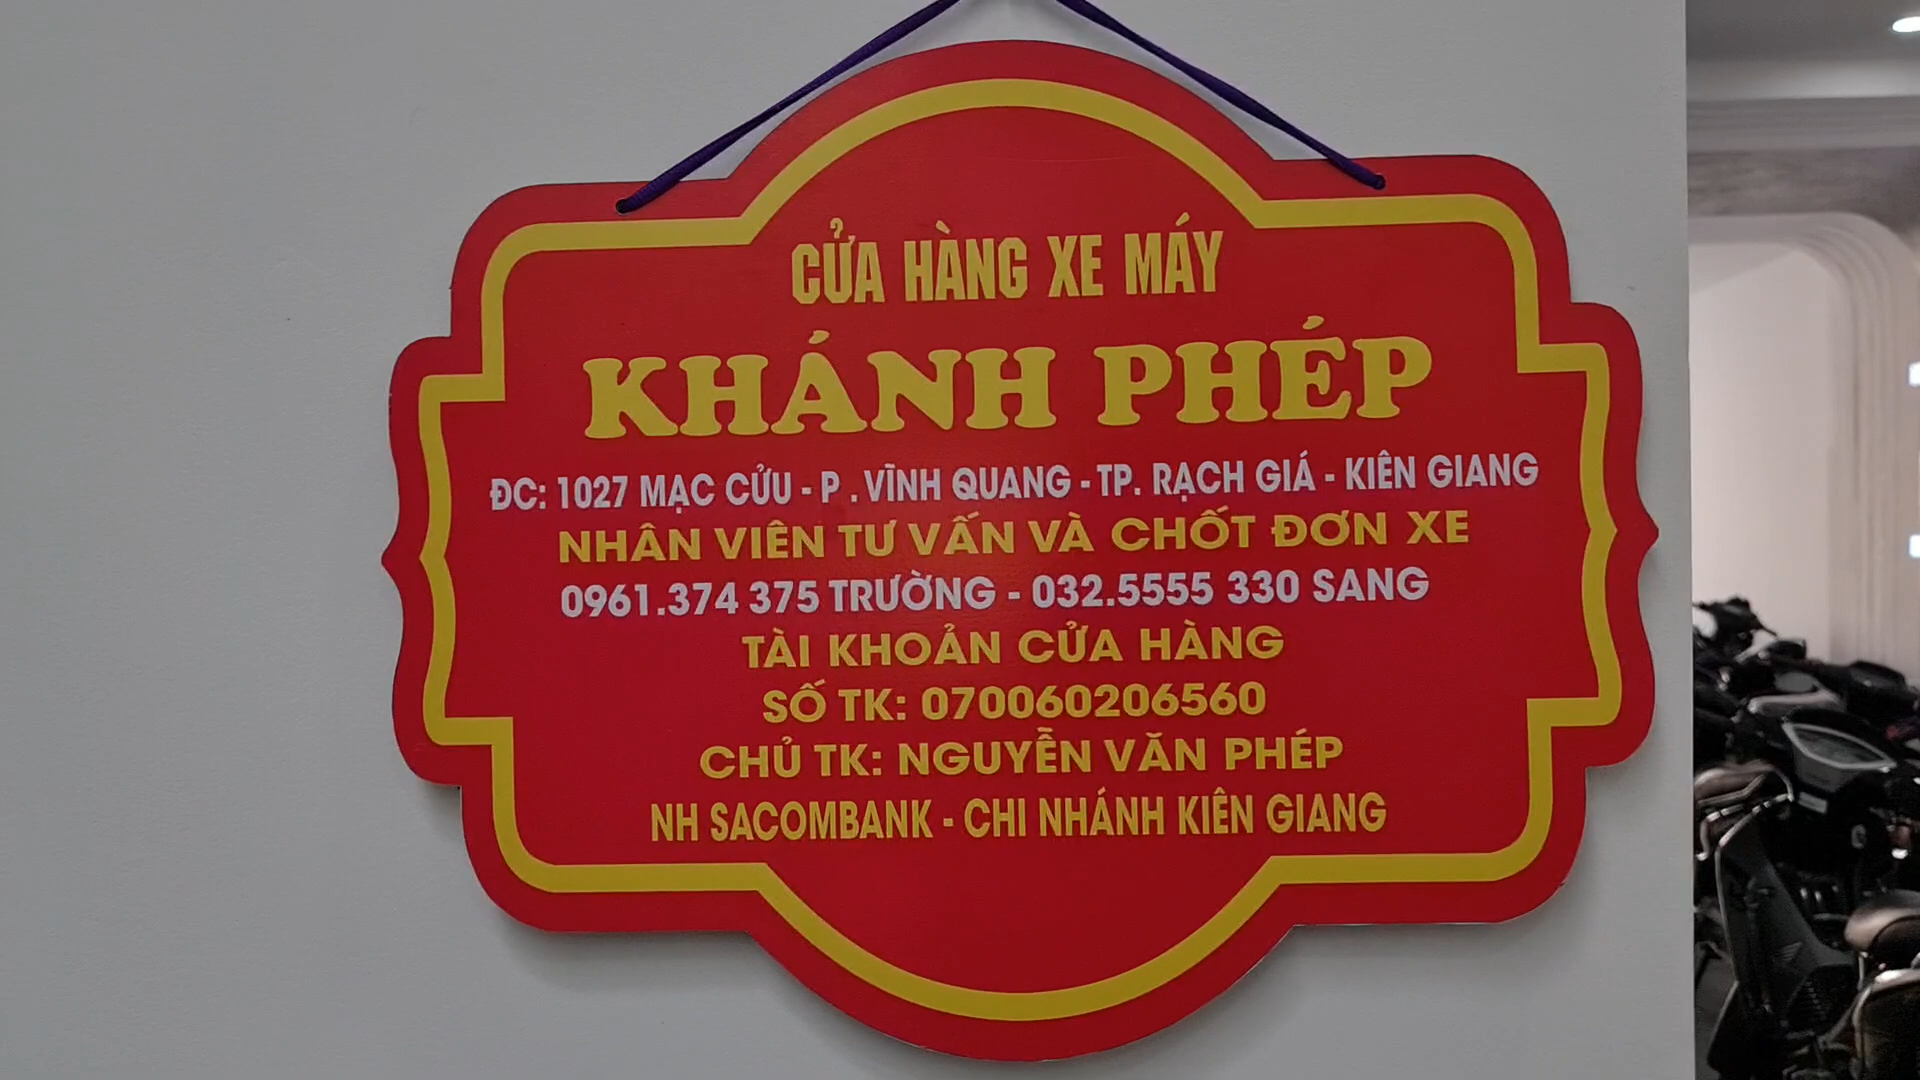 CỬA HÀNG XE MÁY
KHÁNH PHÉP
ĐC: 1027 MẠC CỬU - P . VĨNH QUANG - TP. RẠCH GIÁ - KIÊN GIANG
NHÂN VIÊN TƯ VẤN VÀ CHỐT ĐƠN XE
0961.374 375 TRƯỜNG - 032.5555 330 SANG
TÀI KHOẢN CỬA HÀNG
SỐ TK: 070060206560
CHỦ TK: NGUYỄN VĂN PHÉP
NH SACOMBANK - CHI NHÁNH KIÊN GIANG